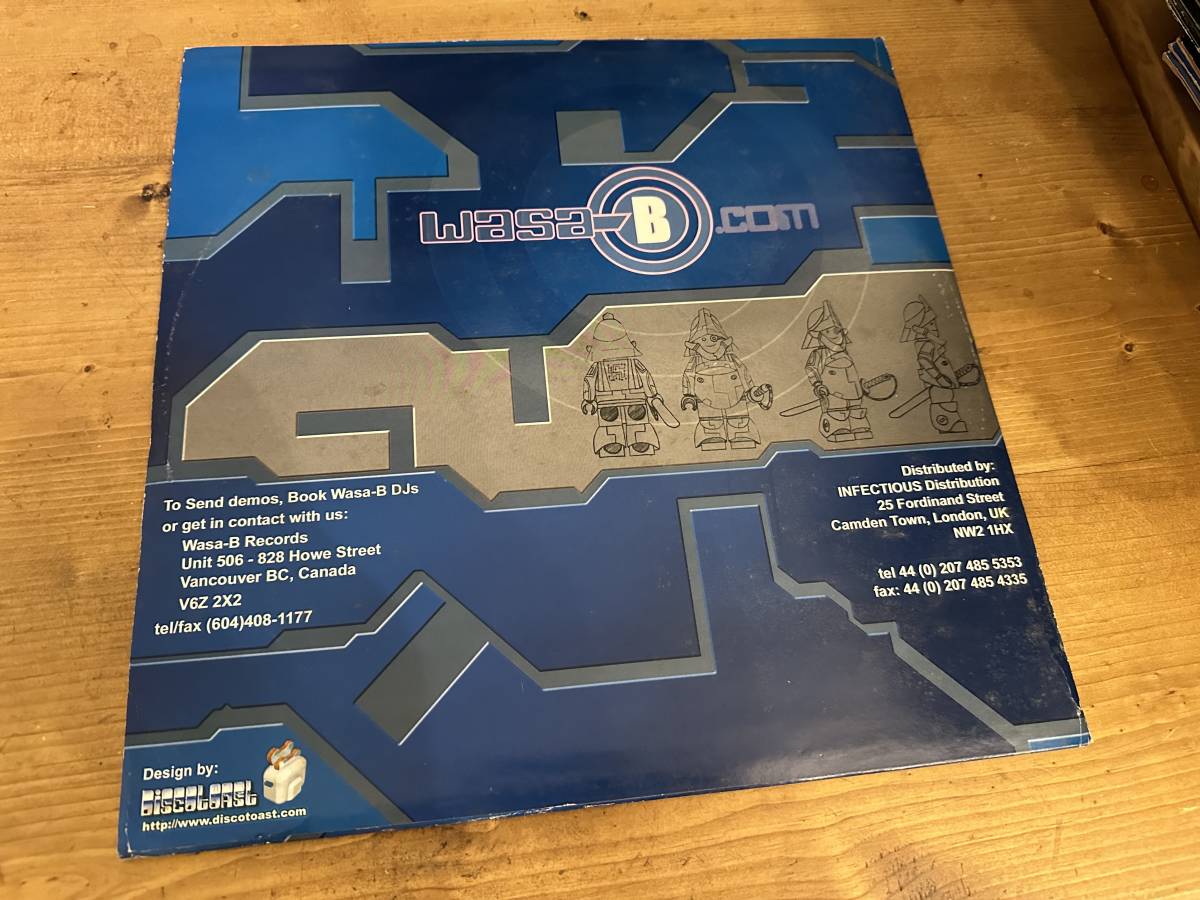 wasa-B.com
To Send demos, Book Wasa-B DJs
or get in contact with us:
Wasa-B Records
Unit 506 - 828 Howe Street
Vancouver BC, Canada
V6Z 2X2
tel/fax (604)408-1177
Distributed by:
INFECTIOUS Distribution
25 Fordinand Street
Camden Town, London, UK
NW2 1HX
tel 44 (0) 207 485 5353
fax: 44 (0) 207 485 4335
Design by:
DiSCOtOASt
http://www.discotoast.com